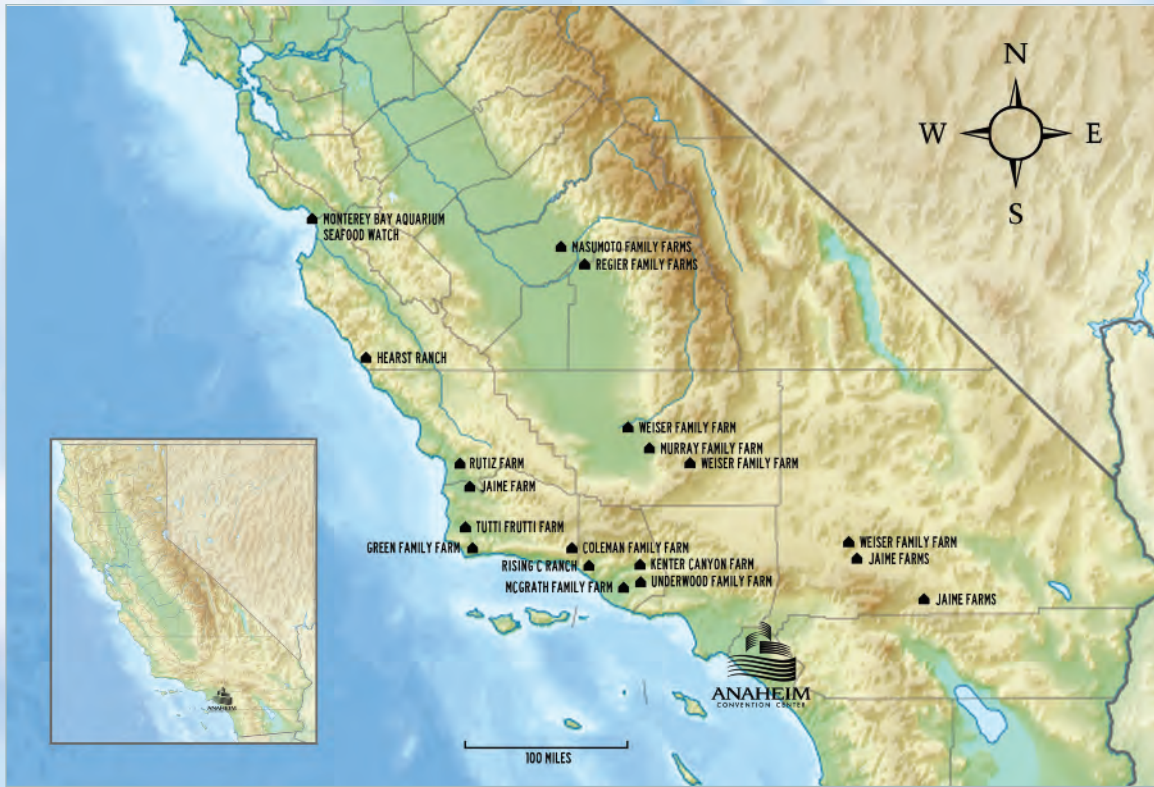 N
W
E
S
MONTEREY BAY AQUARIUM
SEAFOOD WATCH
MASUMOTO FAMILY FARMS
REGIER FAMILY FARMS
HEARST RANCH
WEISER FAMILY FARM
MURRAY FAMILY FARM
WEISER FAMILY FARM
RUTIZ FARM
JAIME FARM
TUTTI FRUTTI FARM
GREEN FAMILY FARM
COLEMAN FAMILY FARM
WEISER FAMILY FARM
JAIME FARMS
RISING C RANCH
KENTER CANYON FARM
MCGRATH FAMILY FARM
UNDERWOOD FAMILY FARM
JAIME FARMS
ANAHEIM
CONVENTION CENTER
ANAHEIM
100 MILES